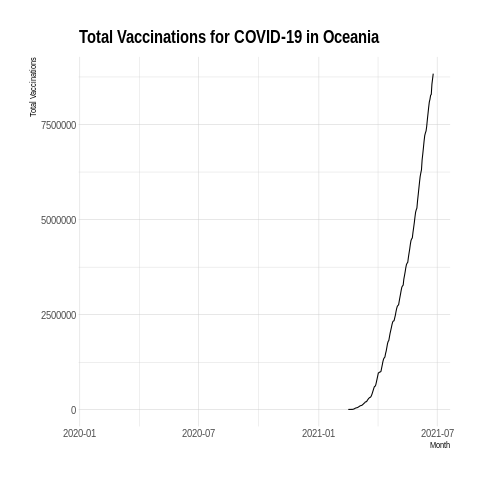 Total Vaccinations for COVID-19 in Oceania
Total Vaccinations
7500000
5000000
2500000
0
2020-01
2020-07
2021-01
2021-07
Month